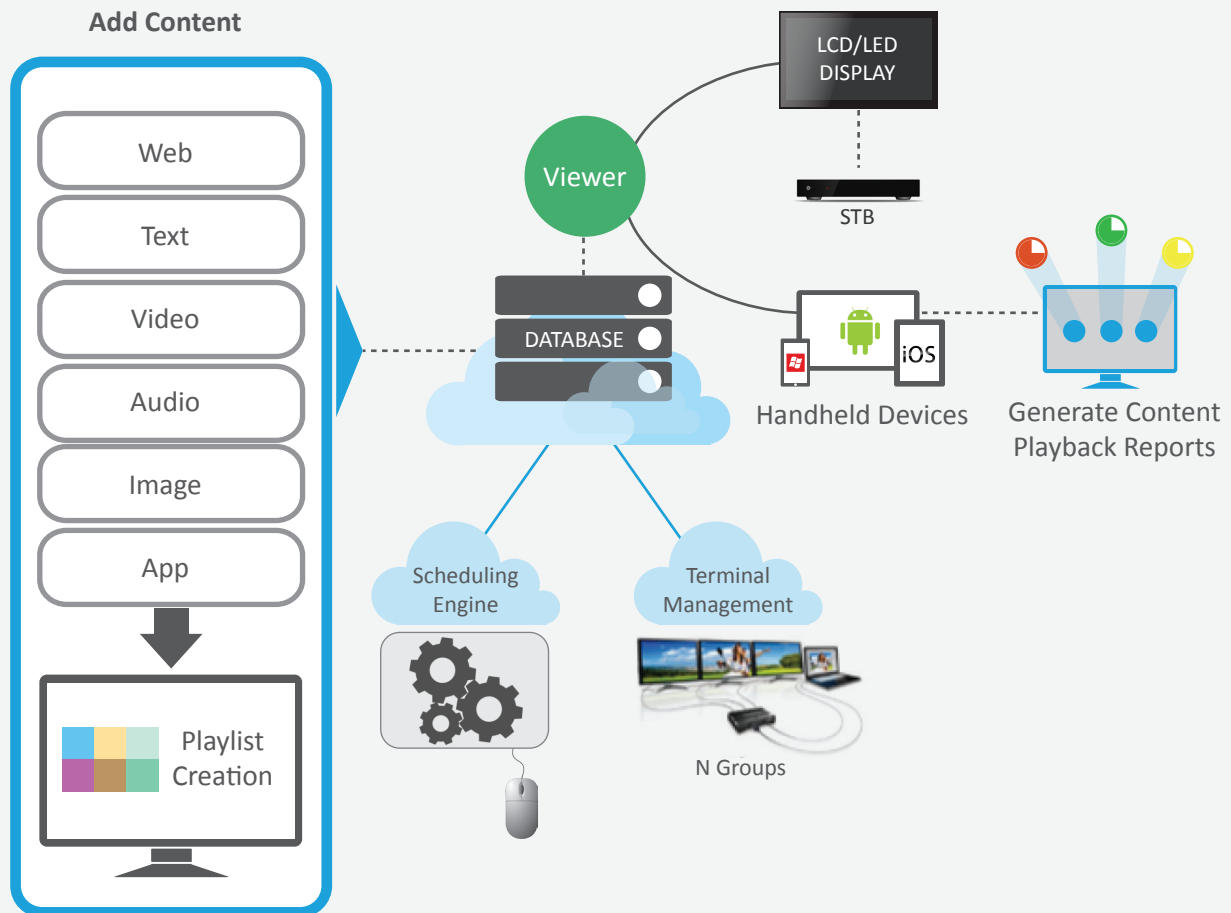 Add Content
Web
Text
Video
Audio
Image
App
Playlist
Creation
Viewer
DATABASE
LCD/LED
DISPLAY
STB
iOS
Handheld Devices
Generate Content
Playback Reports
Scheduling
Engine
Terminal
Management
N Groups